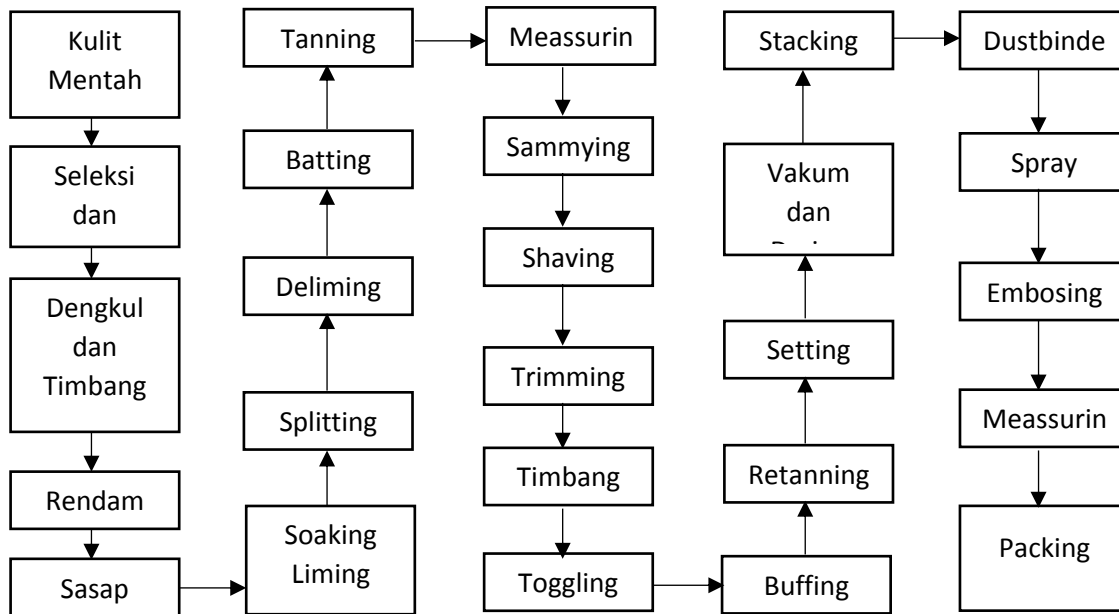 Kulit
Mentah
Seleksi
dan
Dengkul
dan
Timbang
Rendam
Sasap
Soaking
Liming
Splitting
Deliming
Batting
Tanning
Meassurin
Sammying
Shaving
Trimming
Timbang
Toggling
Buffing
Retanning
Setting
Vakum
dan
Stacking
Dustbinde
Spray
Embosing
Meassurin
Packing